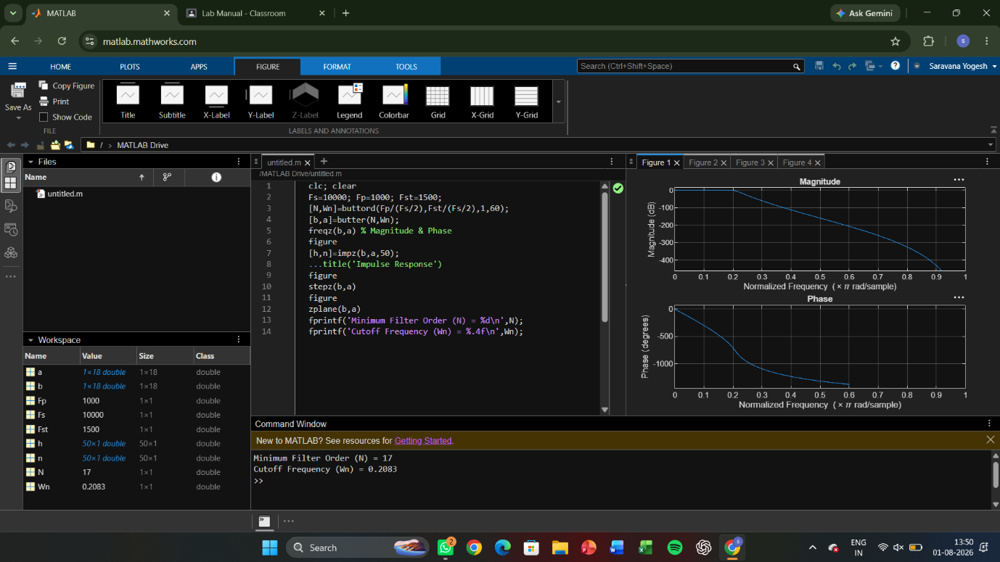 MATLAB
Lab Manual - Classroom
Ask Gemini
matlab.mathworks.com
S
HOME
PLOTS
APPS
FIGURE
FORMAT
TOOLS
Search (Ctrl+Shift+Space)
Saravana Yogesh
Save As
Copy Figure
Print
Show Code
FILE
Title
Subtitle
X-Label
Y-Label
Z-Label
Legend
Colorbar
Grid
X-Grid
Y-Grid
LABELS AND ANNOTATIONS
/ > MATLAB Drive
Files
Name
untitled.m
Workspace
Name Value Size Class
a 1×18 double 1×18 double
b 1×18 double 1×18 double
Fp 1000 1×1 double
Fs 10000 1×1 double
Fst 1500 1×1 double
h 50×1 double 50×1 double
n 50×1 double 50×1 double
N 17 1×1 double
Wn 0.2083 1×1 double
untitled.m
/MATLAB Drive/untitled.m
1 clc; clear
2 Fs=10000; Fp=1000; Fst=1500;
3 [N,Wn]=buttord(Fp/(Fs/2),Fst/(Fs/2),1,60);
4 [b,a]=butter(N,Wn);
5 freqz(b,a) % Magnitude & Phase
6 figure
7 [h,n]=impz(b,a,50);
8 ...title('Impulse Response')
9 figure
10 stepz(b,a)
11 figure
12 zplane(b,a)
13 fprintf('Minimum Filter Order (N) = %d\n',N);
14 fprintf('Cutoff Frequency (Wn) = %.4f\n',Wn);
Figure 1
Figure 2
Figure 3
Figure 4
Magnitude
Magnitude (dB)
0
-100
-200
-300
-400
0 0.1 0.2 0.3 0.4 0.5 0.6 0.7 0.8 0.9 1
Normalized Frequency (× π rad/sample)
Phase
Phase (degrees)
0
-500
-1000
0 0.1 0.2 0.3 0.4 0.5 0.6 0.7 0.8 0.9 1
Normalized Frequency (× π rad/sample)
Command Window
New to MATLAB? See resources for Getting Started.
Minimum Filter Order (N) = 17
Cutoff Frequency (Wn) = 0.2083
>>
Search
2
ENG
IN
13:50
01-08-2026